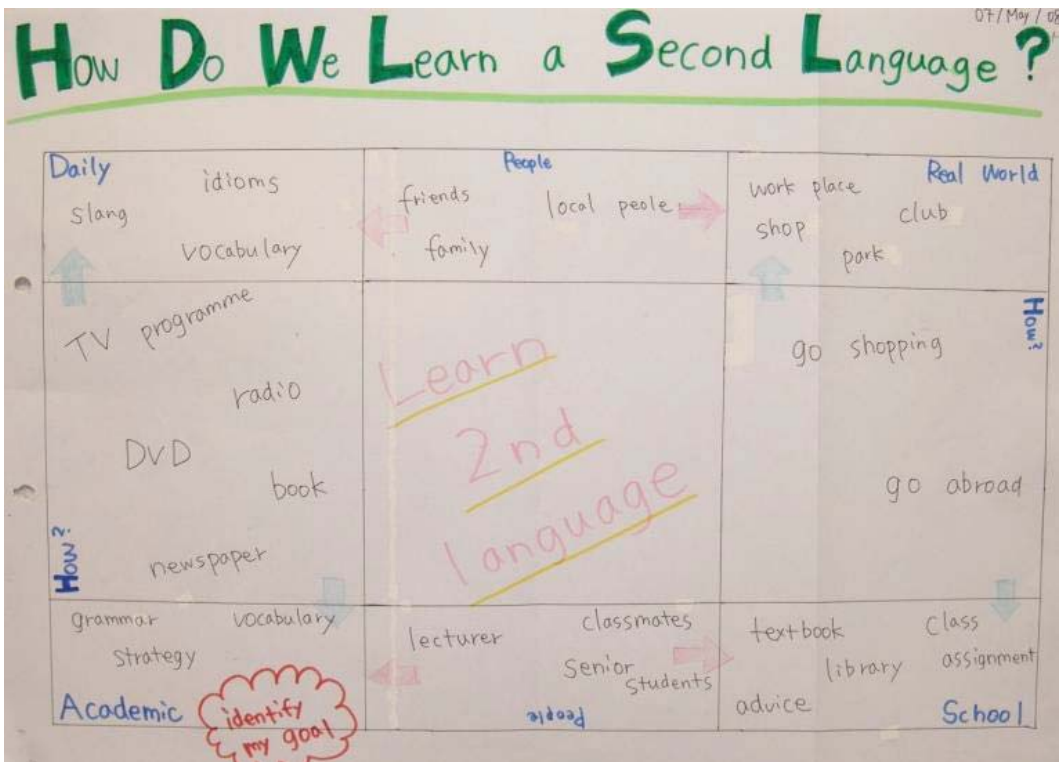 07/May/08
How Do We Learn a Second Language?
Daily
idioms
slang
vocabulary
People
friends
local peole
family
Real World
work place
club
shop
park
TV programme
radio
DVD
book
newspaper
How?
Learn
2nd
language
How?
go shopping
go abroad
grammar
vocabulary
strategy
Academic
identify
my goal
lecturer
classmates
senior
students
People
textbook
class
library
assignment
advice
School